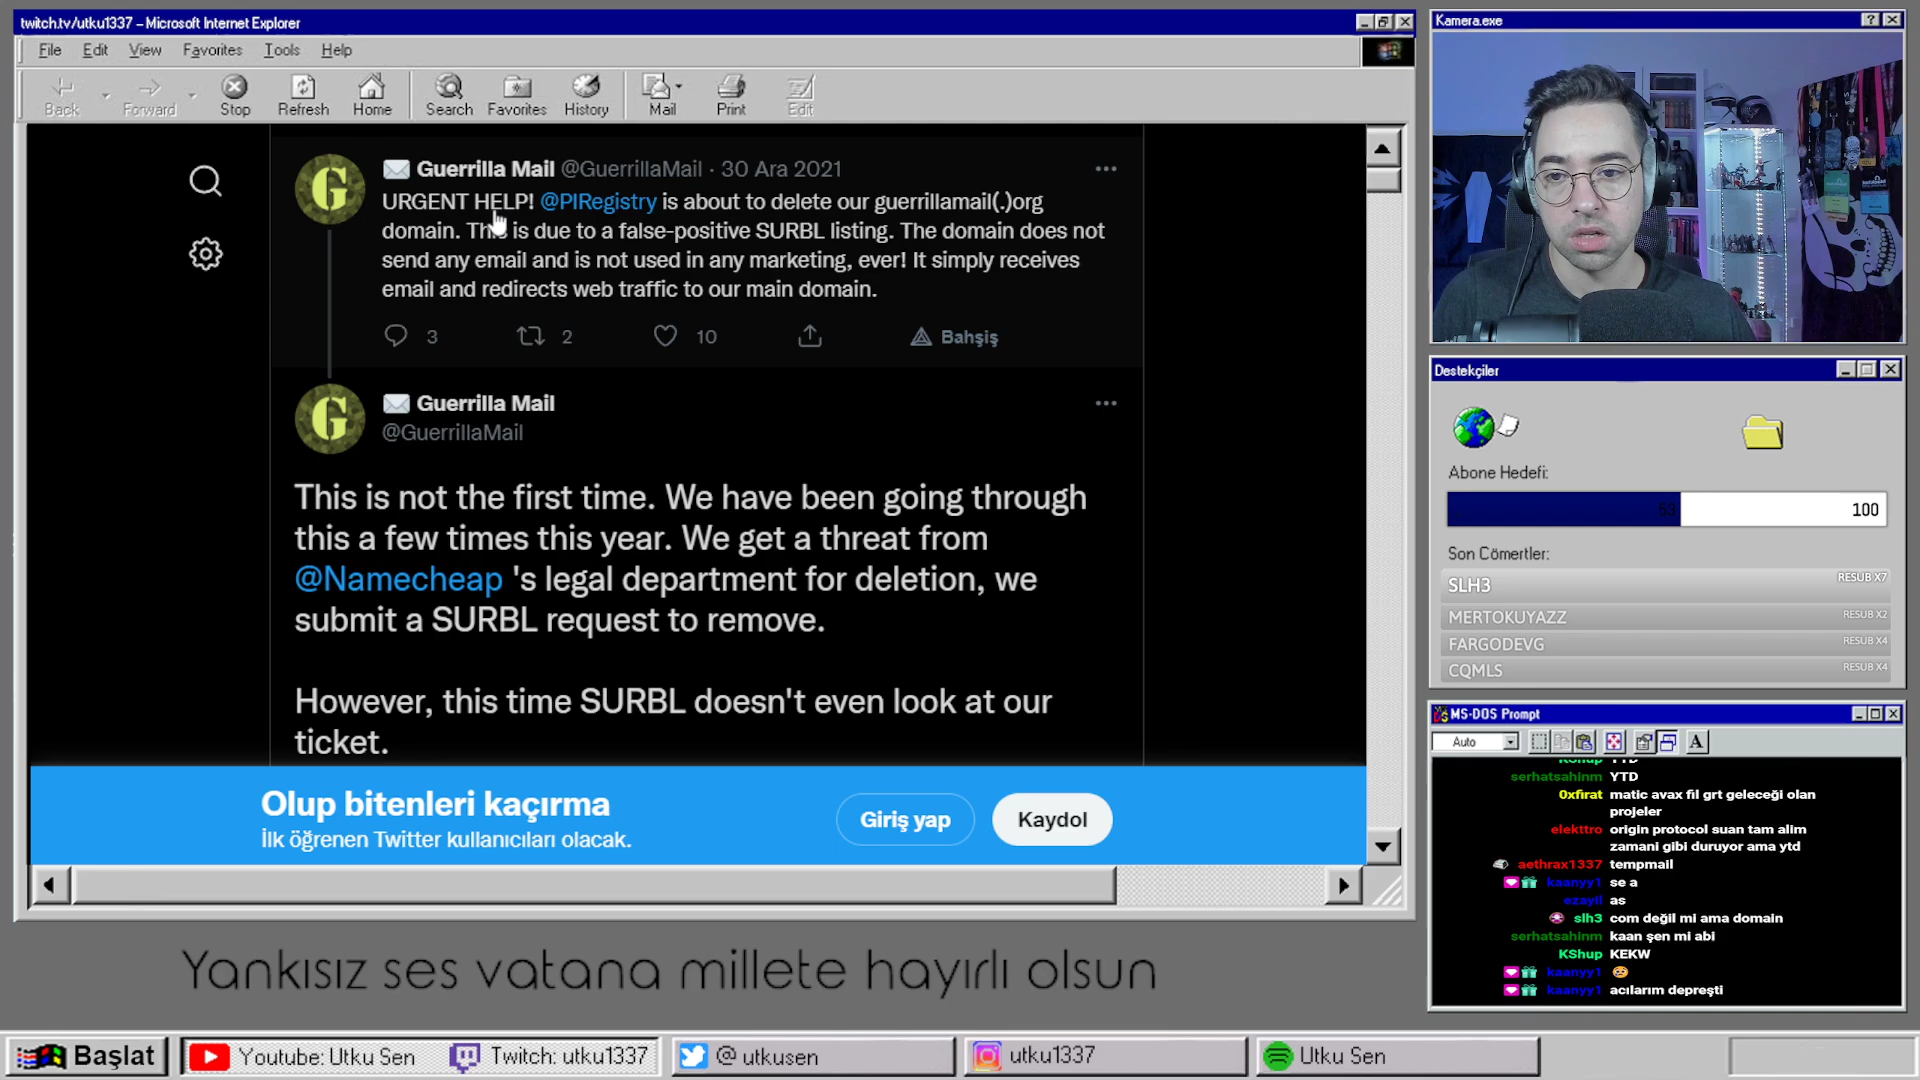 twitch.tv/utku1337 – Microsoft Internet Explorer
File Edit View Favorites Tools Help
Back Forward Stop Refresh Home Search Favorites History Mail Print Edit
Guerrilla Mail @GuerrillaMail · 30 Ara 2021
URGENT HELP! @PIRegistry is about to delete our guerrillamail(.)org
domain. This is due to a false-positive SURBL listing. The domain does not
send any email and is not used in any marketing, ever! It simply receives
email and redirects web traffic to our main domain.
3 2 10 Bahşiş
Guerrilla Mail
@GuerrillaMail
This is not the first time. We have been going through
this a few times this year. We get a threat from
@Namecheap 's legal department for deletion, we
submit a SURBL request to remove.
However, this time SURBL doesn't even look at our
ticket.
Olup bitenleri kaçırma
İlk öğrenen Twitter kullanıcıları olacak.
Giriş yap Kaydol
Yankısız ses vatana millete hayırlı olsun
Kamera.exe
Destekçiler
Abone Hedefi:
53 100
Son Cömertler:
SLH3 RESUB X7
MERTOKUYAZZ RESUB X2
FARGODEVG RESUB X4
CQMLS RESUB X4
MS-DOS Prompt
Auto
A
KShup YTD
serhatsahinm YTD
0xfirat matic avax fil grt geleceği olan
projeler
elekttro origin protocol suan tam alim
zamani gibi duruyor ama ytd
aethrax1337 tempmail
kaanyy1 se a
ezayil as
slh3 com değil mi ama domain
serhatsahinm kaan şen mi abi
KShup KEKW
kaanyy1
kaanyy1 acılarım depreşti
Başlat Youtube: Utku Sen Twitch: utku1337 @utkusen utku1337 Utku Sen